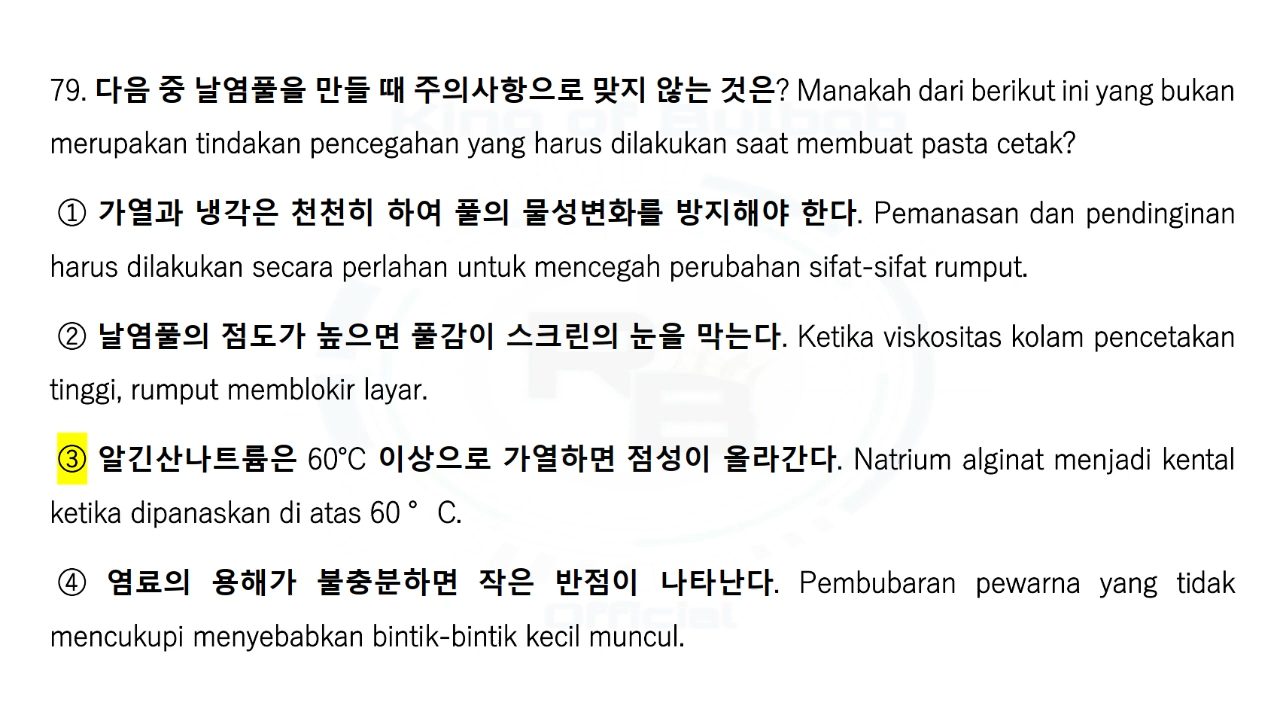 79. 다음 중 날염풀을 만들 때 주의사항으로 맞지 않는 것은? Manakah dari berikut ini yang bukan
merupakan tindakan pencegahan yang harus dilakukan saat membuat pasta cetak?
① 가열과 냉각은 천천히 하여 풀의 물성변화를 방지해야 한다. Pemanasan dan pendinginan
harus dilakukan secara perlahan untuk mencegah perubahan sifat-sifat rumput.
② 날염풀의 점도가 높으면 풀감이 스크린의 눈을 막는다. Ketika viskositas kolam pencetakan
tinggi, rumput memblokir layar.
③ 알긴산나트륨은 60°C 이상으로 가열하면 점성이 올라간다. Natrium alginat menjadi kental
ketika dipanaskan di atas 60 ° C.
④ 염료의 용해가 불충분하면 작은 반점이 나타난다. Pembubaran pewarna yang tidak
mencukupi menyebabkan bintik-bintik kecil muncul.
Official